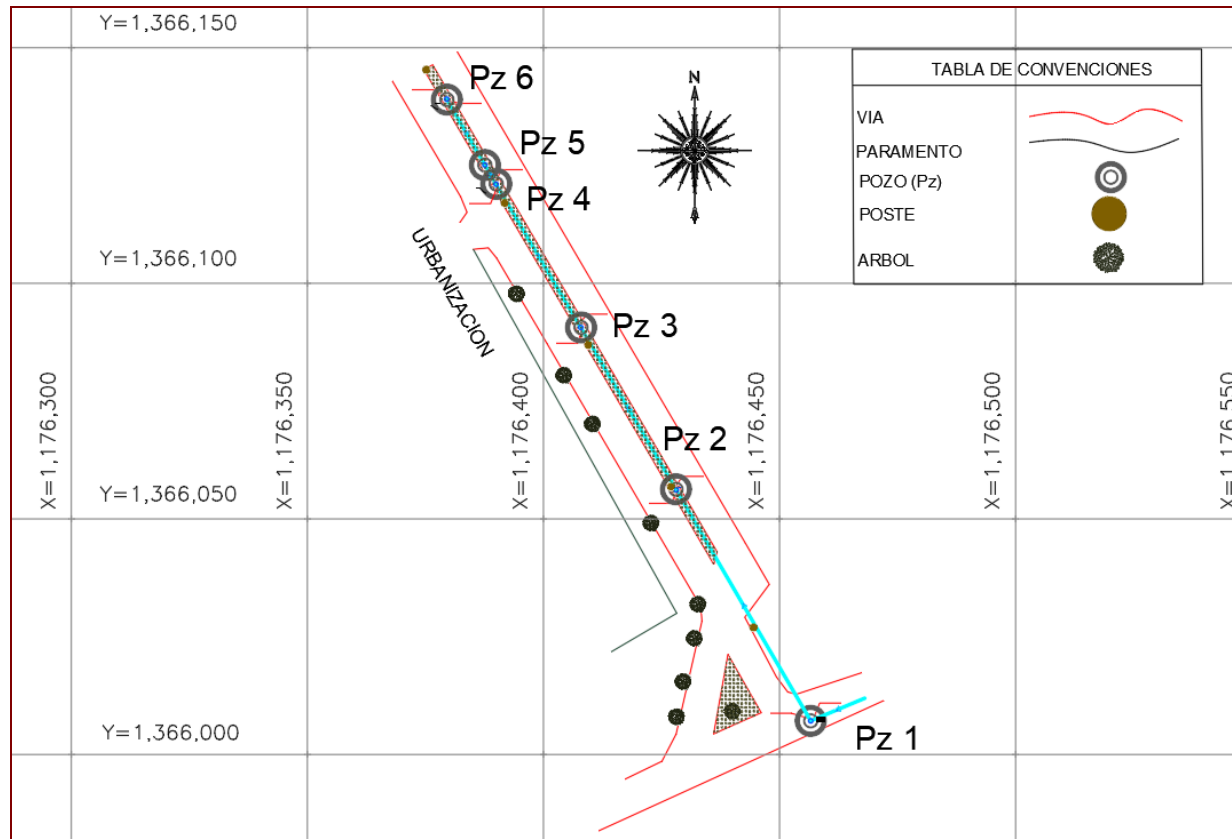 Y=1,366,150
Pz 6
N
TABLA DE CONVENCIONES
VIA
PARAMENTO
POZO (Pz)
POSTE
ARBOL
Pz 5
Pz 4
Y=1,366,100
URBANIZACION
Pz 3
X=1,176,300
X=1,176,350
X=1,176,400
X=1,176,450
X=1,176,500
X=1,176,550
Pz 2
Y=1,366,050
Y=1,366,000
Pz 1